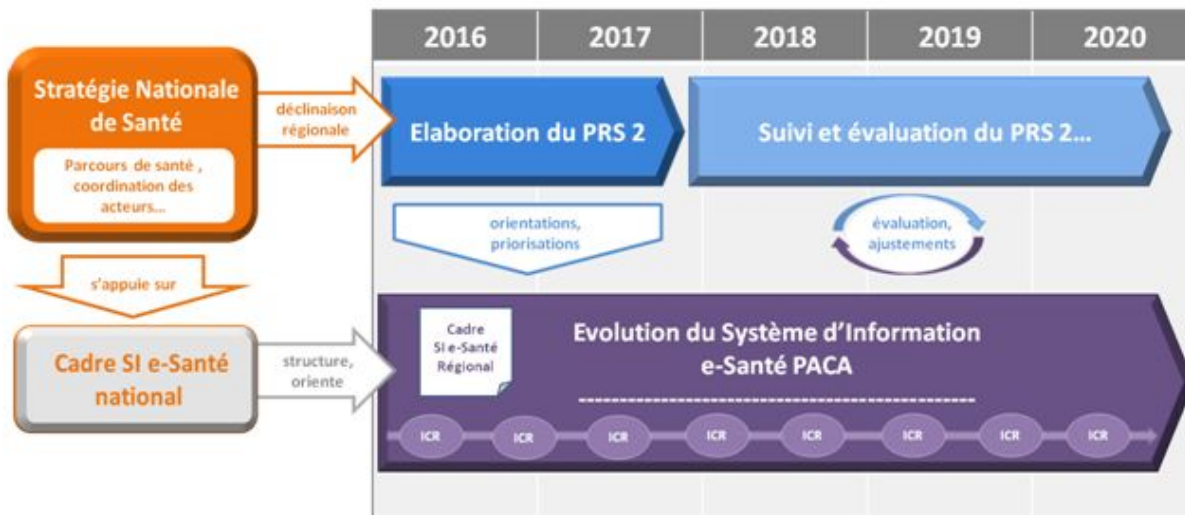 2016 2017 2018 2019 2020
Stratégie Nationale
de Santé
Parcours de santé ,
coordination des
acteurs...
déclinaison
régionale
Elaboration du PRS 2
Suivi et évaluation du PRS 2...
orientations,
priorisations
évaluation,
ajustements
s'appuie sur
Cadre SI e-Santé
national
structure,
oriente
Cadre
SI e-Santé
Régional
Evolution du Système d'Information
e-Santé PACA
ICR ICR ICR ICR ICR ICR ICR ICR